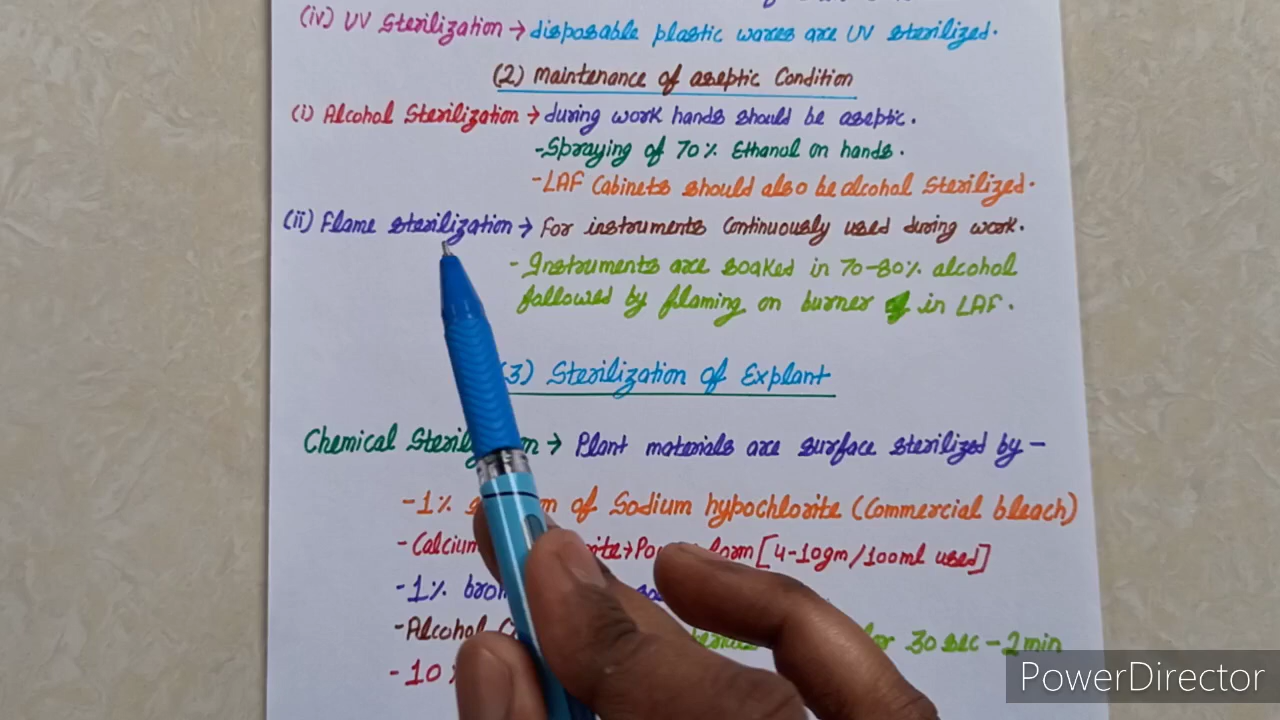 (iv) UV Sterilization → disposable plastic wares are UV sterilized.
(2) Maintenance of aseptic Condition
(i) Alcohol Sterilization → during work hands should be aseptic.
- Spraying of 70% Ethanol on hands.
- LAF Cabinets should also be alcohol sterilized.
(ii) Flame sterilization → For instruments Continuously used during work.
- Instruments are soaked in 70-80% alcohol
followed by flaming on burner in LAF.
(3) Sterilization of Explant
Chemical → Plant materials are surface sterilized by -
- 1% of Sodium hypochlorite (Commercial bleach)
- Calcium [4-10gm/100ml used]
- 1%
- Alcohol 30 sec - 2min
- 10
PowerDirector